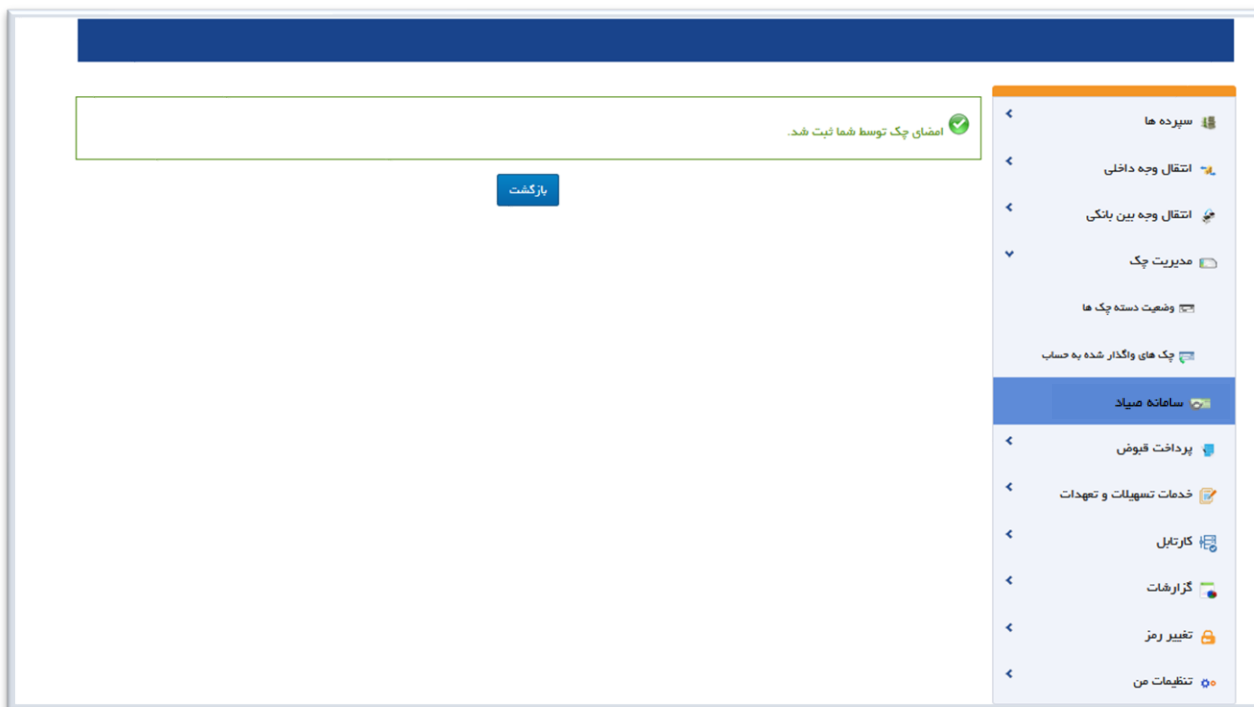 امضای چک توسط شما ثبت شد.
بازگشت
سپرده ها
انتقال وجه داخلی
انتقال وجه بین بانکی
مدیریت چک
وضعیت دسته چک ها
چک های واگذار شده به حساب
سامانه صیاد
پرداخت قبوض
خدمات تسهیلات و تعهدات
کارتابل
گزارشات
تغییر رمز
تنظیمات من